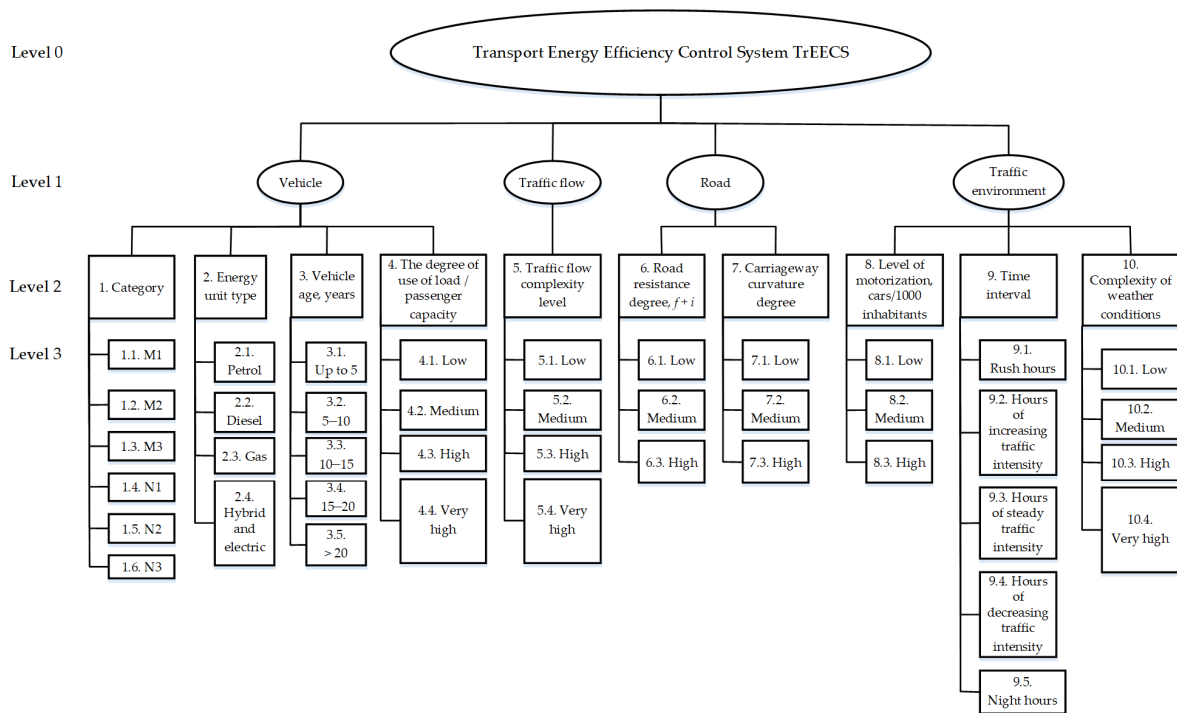 Level 0
Transport Energy Efficiency Control System TrEECS
Level 1
Vehicle
Traffic flow
Road
Traffic
environment
Level 2
1. Category
2. Energy
unit type
3. Vehicle
age, years
4. The degree of
use of load /
passenger
capacity
5. Traffic flow
complexity
level
6. Road
resistance
degree, f + i
7. Carriageway
curvature
degree
8. Level of
motorization,
cars/1000
inhabitants
9. Time
interval
10.
Complexity of
weather
conditions
Level 3
1.1. M1
1.2. M2
1.3. M3
1.4. N1
1.5. N2
1.6. N3
2.1.
Petrol
2.2.
Diesel
2.3. Gas
2.4.
Hybrid
and
electric
3.1.
Up to 5
3.2.
5–10
3.3.
10–15
3.4.
15–20
3.5.
> 20
4.1. Low
4.2. Medium
4.3. High
4.4. Very
high
5.1. Low
5.2.
Medium
5.3. High
5.4. Very
high
6.1. Low
6.2.
Medium
6.3. High
7.1. Low
7.2.
Medium
7.3. High
8.1. Low
8.2.
Medium
8.3. High
9.1.
Rush hours
9.2. Hours
of
increasing
traffic
intensity
9.3. Hours
of steady
traffic
intensity
9.4. Hours
of
decreasing
traffic
intensity
9.5.
Night hours
10.1. Low
10.2.
Medium
10.3. High
10.4.
Very high